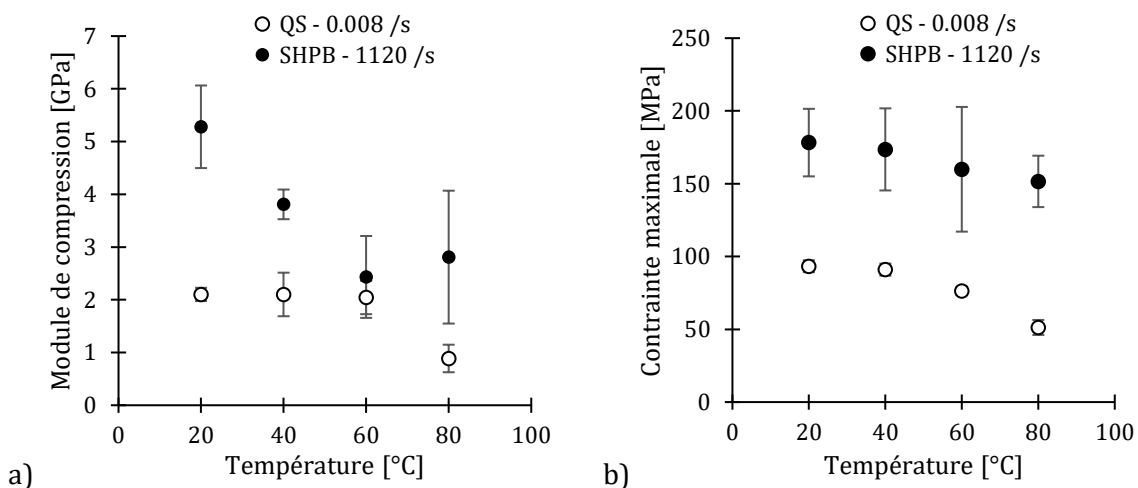 QS - 0.008 /s
SHPB - 1120 /s
Module de compression [GPa]
7
6
5
4
3
2
1
0
0 20 40 60 80 100
Température [°C]
a)
QS - 0.008 /s
SHPB - 1120 /s
Contrainte maximale [MPa]
250
200
150
100
50
0
0 20 40 60 80 100
Température [°C]
b)